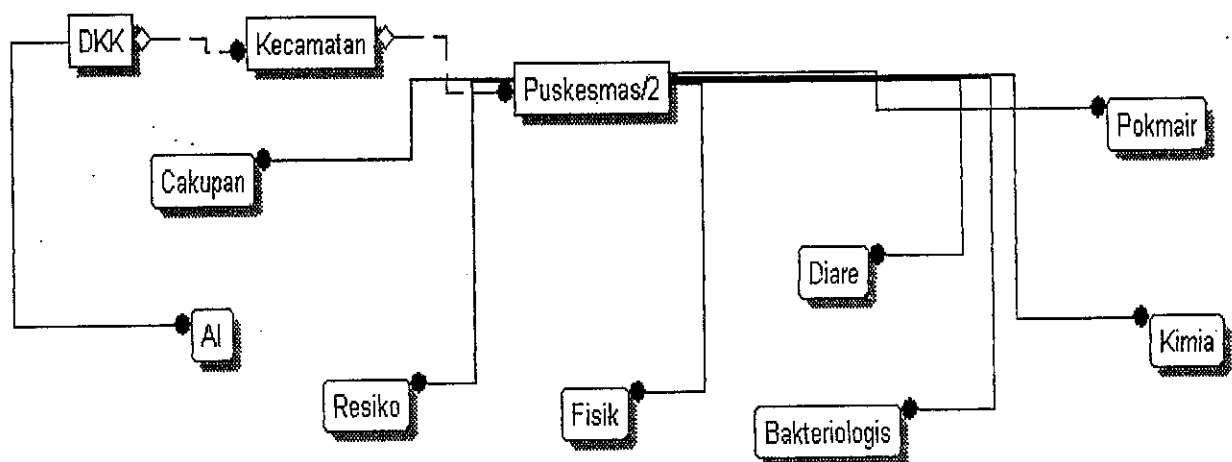 DKK
Kecamatan
Puskesmas/2
Pokmair
Cakupan
Diare
AI
Kimia
Resiko
Fisik
Bakteriologis